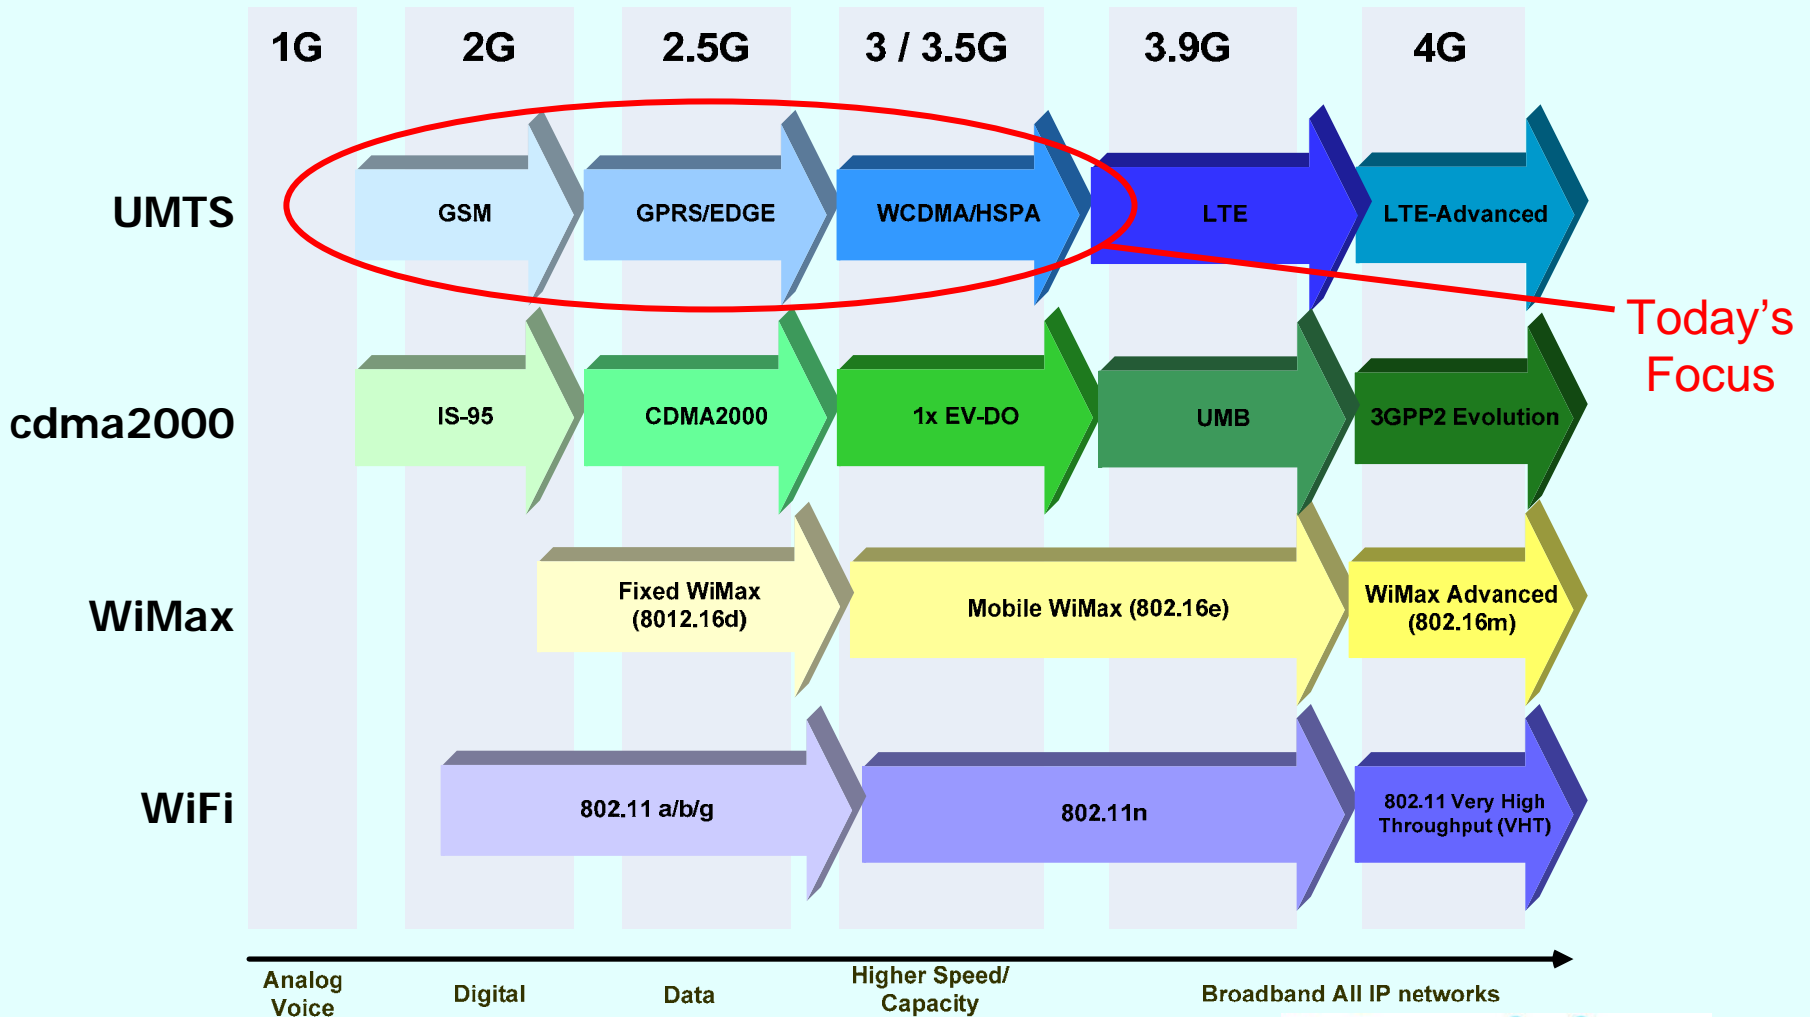 1G 2G 2.5G 3 / 3.5G 3.9G 4G
UMTS GSM GPRS/EDGE WCDMA/HSPA LTE LTE-Advanced
Today's
Focus
cdma2000 IS-95 CDMA2000 1x EV-DO UMB 3GPP2 Evolution
WiMax
Fixed WiMax
(8012.16d)
Mobile WiMax (802.16e)
WiMax Advanced
(802.16m)
WiFi 802.11 a/b/g 802.11n
802.11 Very High
Throughput (VHT)
Analog
Voice
Digital
Data
Higher Speed/
Capacity
Broadband All IP networks